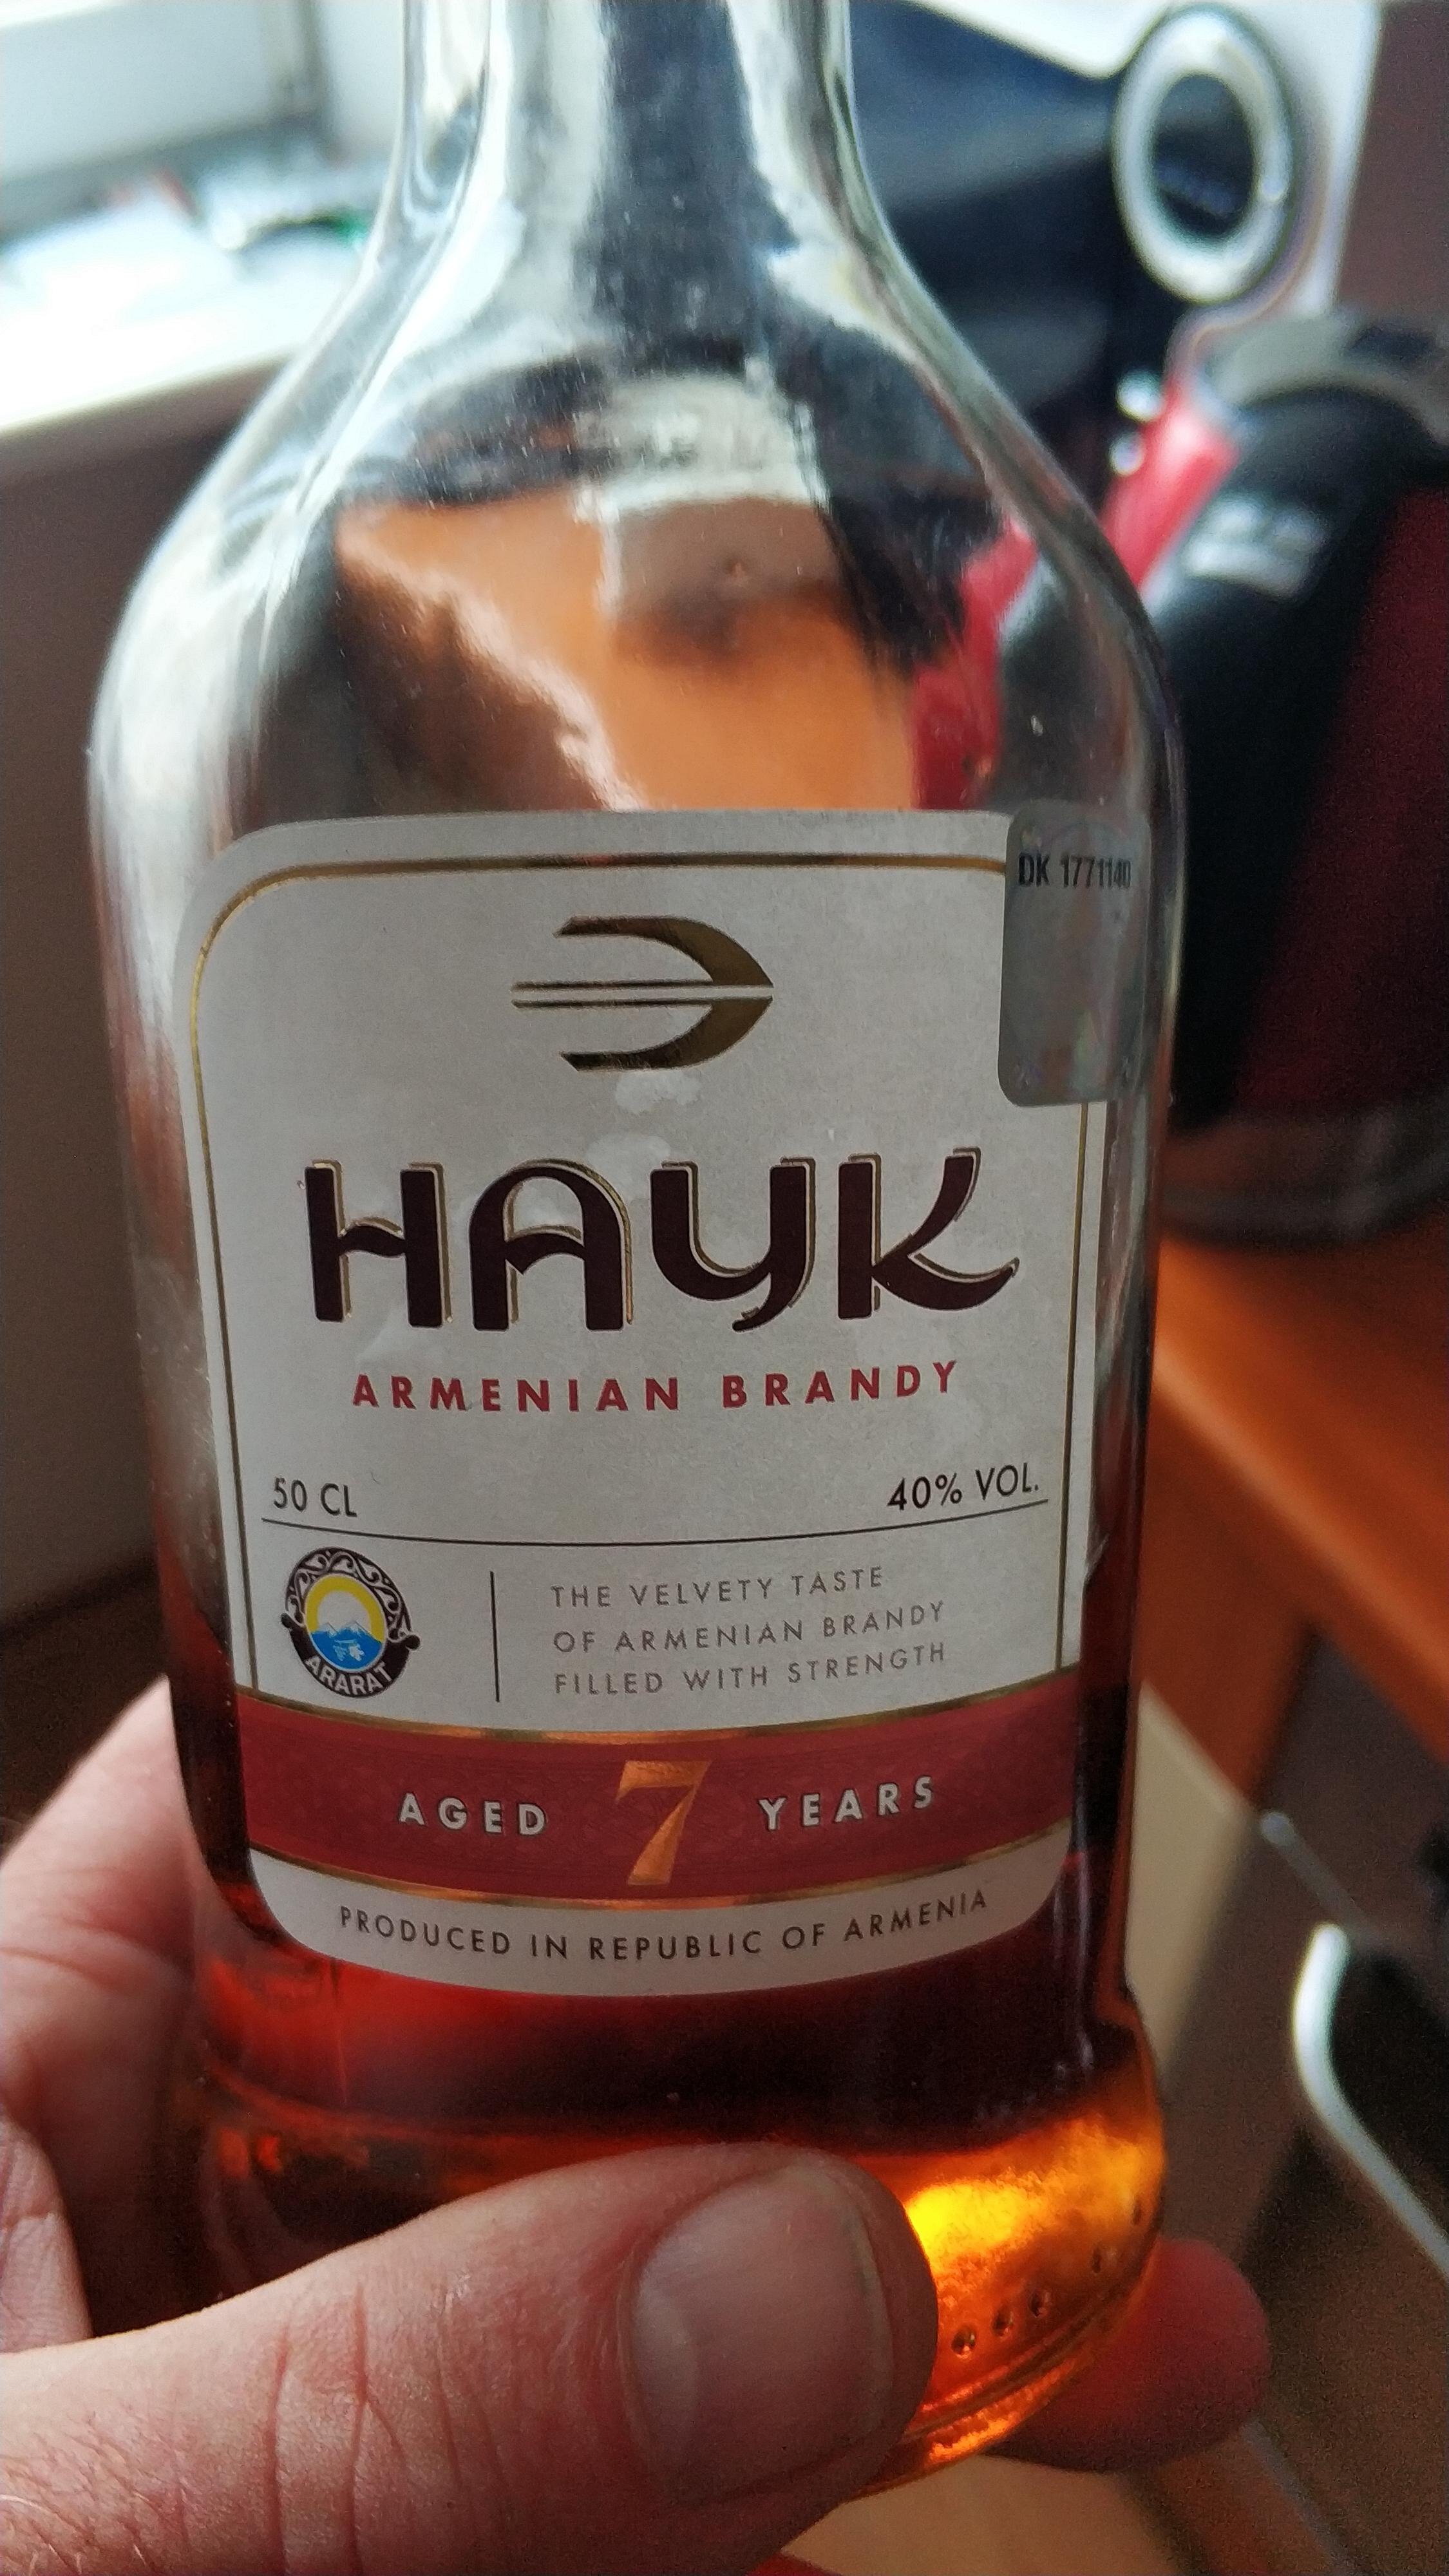 DK 1771140
HAYK
ARMENIAN BRANDY
50 CL
40% VOL.
ARARAT
THE VELVETY TASTE
OF ARMENIAN BRANDY
FILLED WITH STRENGTH
AGED 7 YEARS
PRODUCED IN REPUBLIC OF ARMENIA